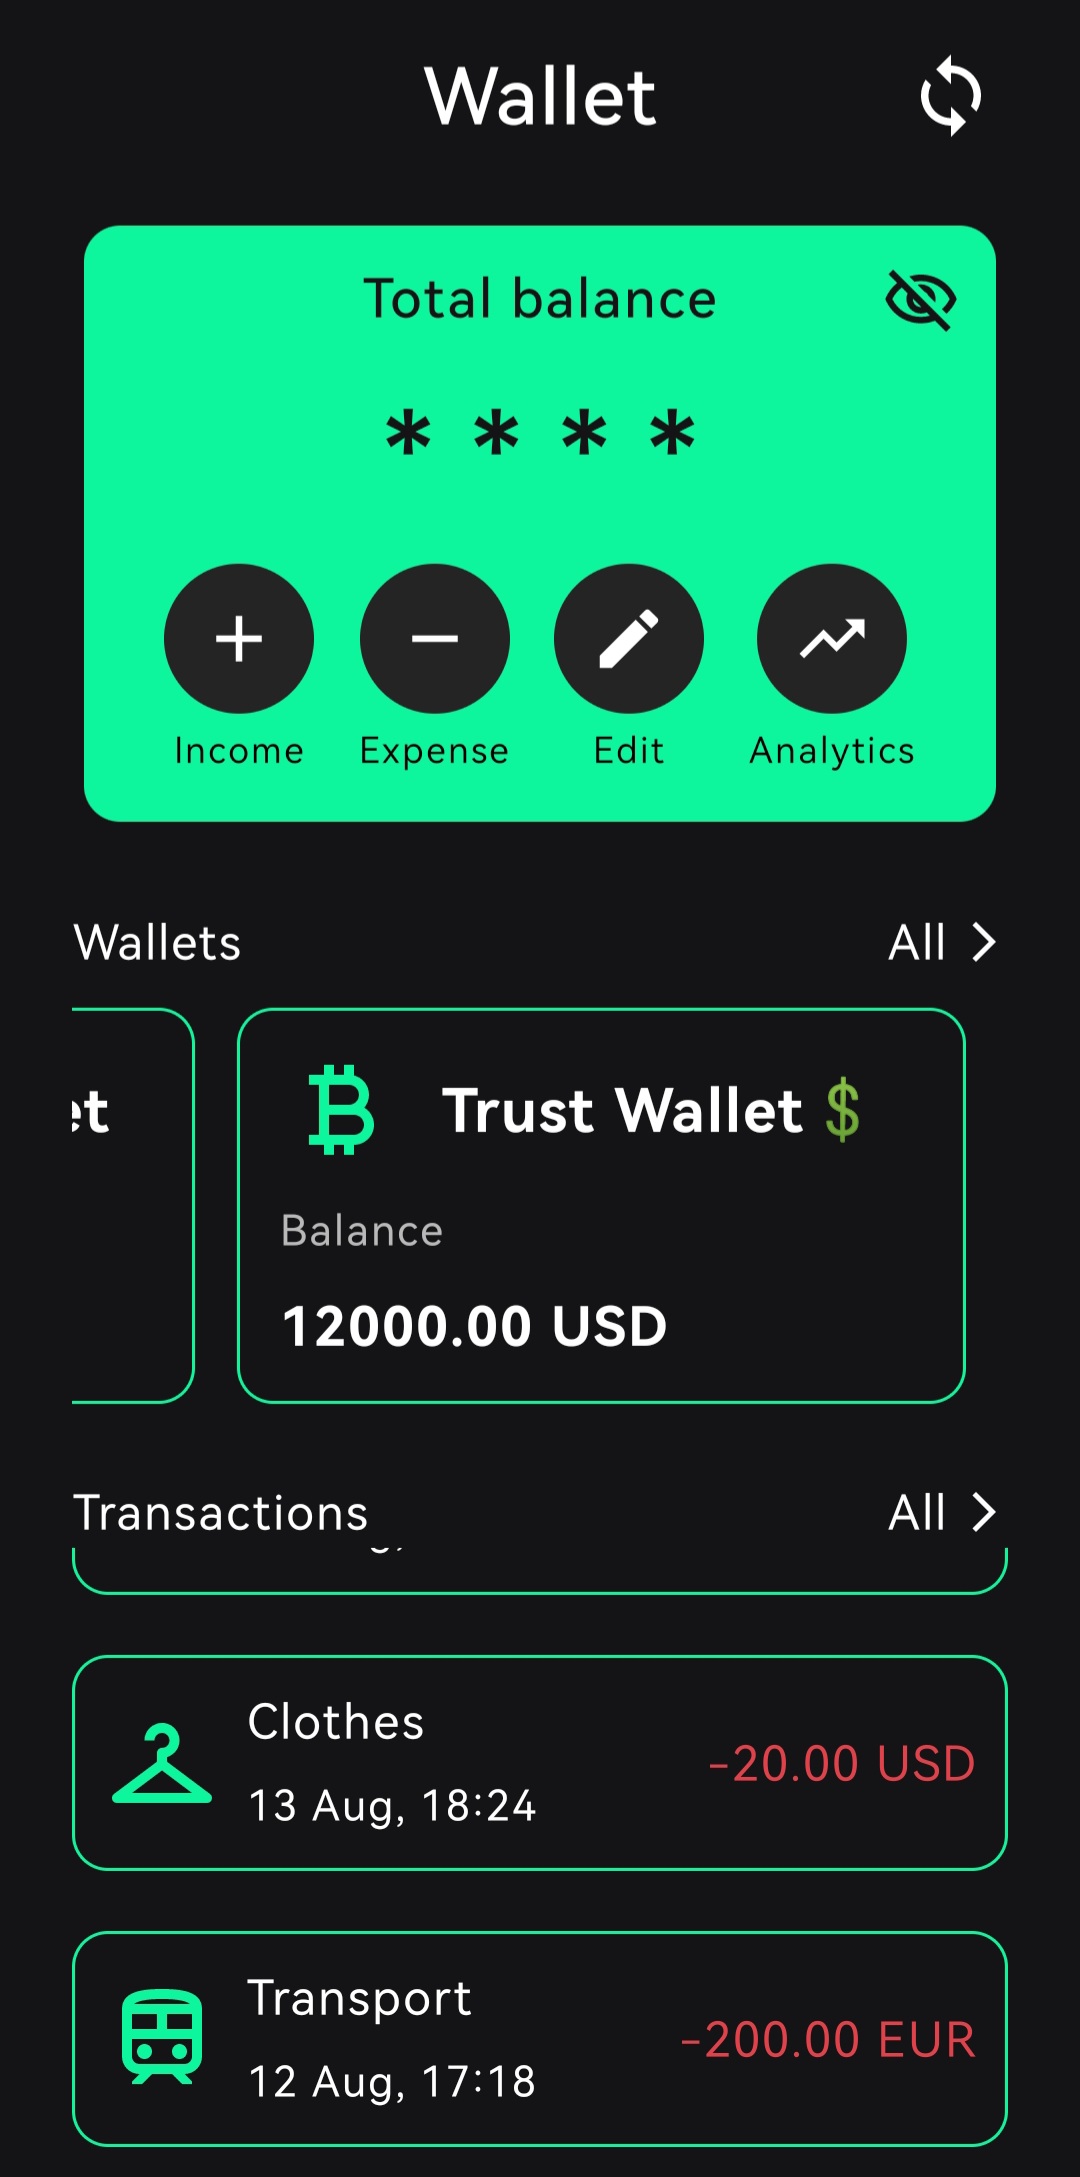 Wallet
Total balance
* * * *
Income Expense Edit Analytics
Wallets All
et Trust Wallet 💲
Balance
12000.00 USD
Transactions All
Clothes
-20.00 USD
13 Aug, 18:24
Transport
-200.00 EUR
12 Aug, 17:18